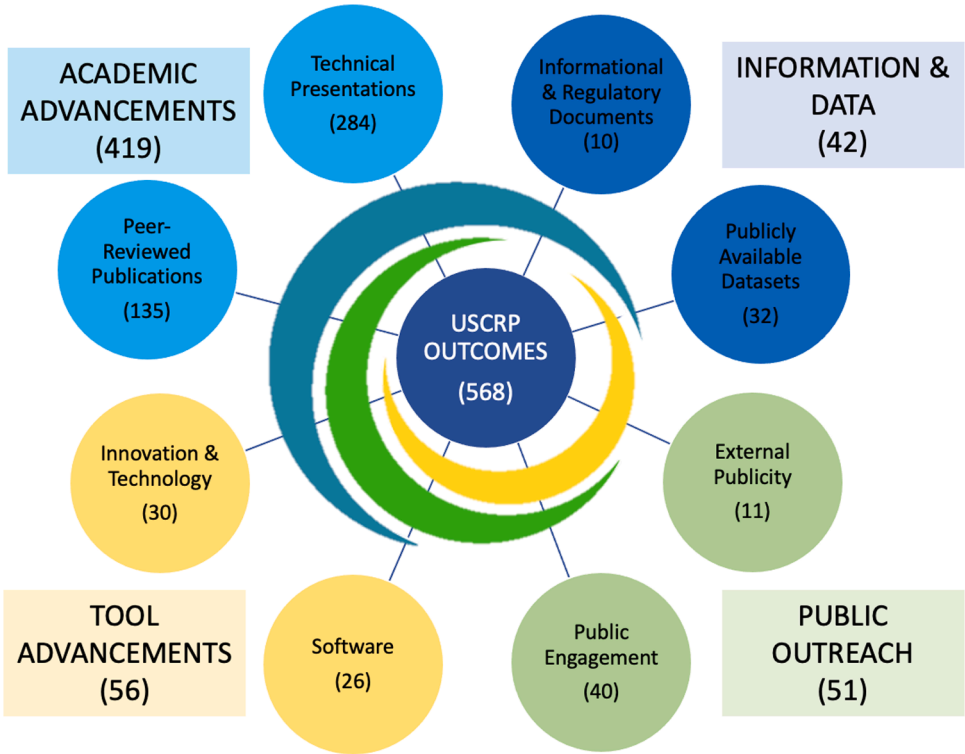 ACADEMIC
ADVANCEMENTS
(419)
Technical
Presentations
(284)
Informational
& Regulatory
Documents
(10)
INFORMATION &
DATA
(42)
Peer-
Reviewed
Publications
(135)
Publicly
Available
Datasets
(32)
USCRP
OUTCOMES
(568)
Innovation &
Technology
(30)
External
Publicity
(11)
TOOL
ADVANCEMENTS
(56)
Software
(26)
Public
Engagement
(40)
PUBLIC
OUTREACH
(51)